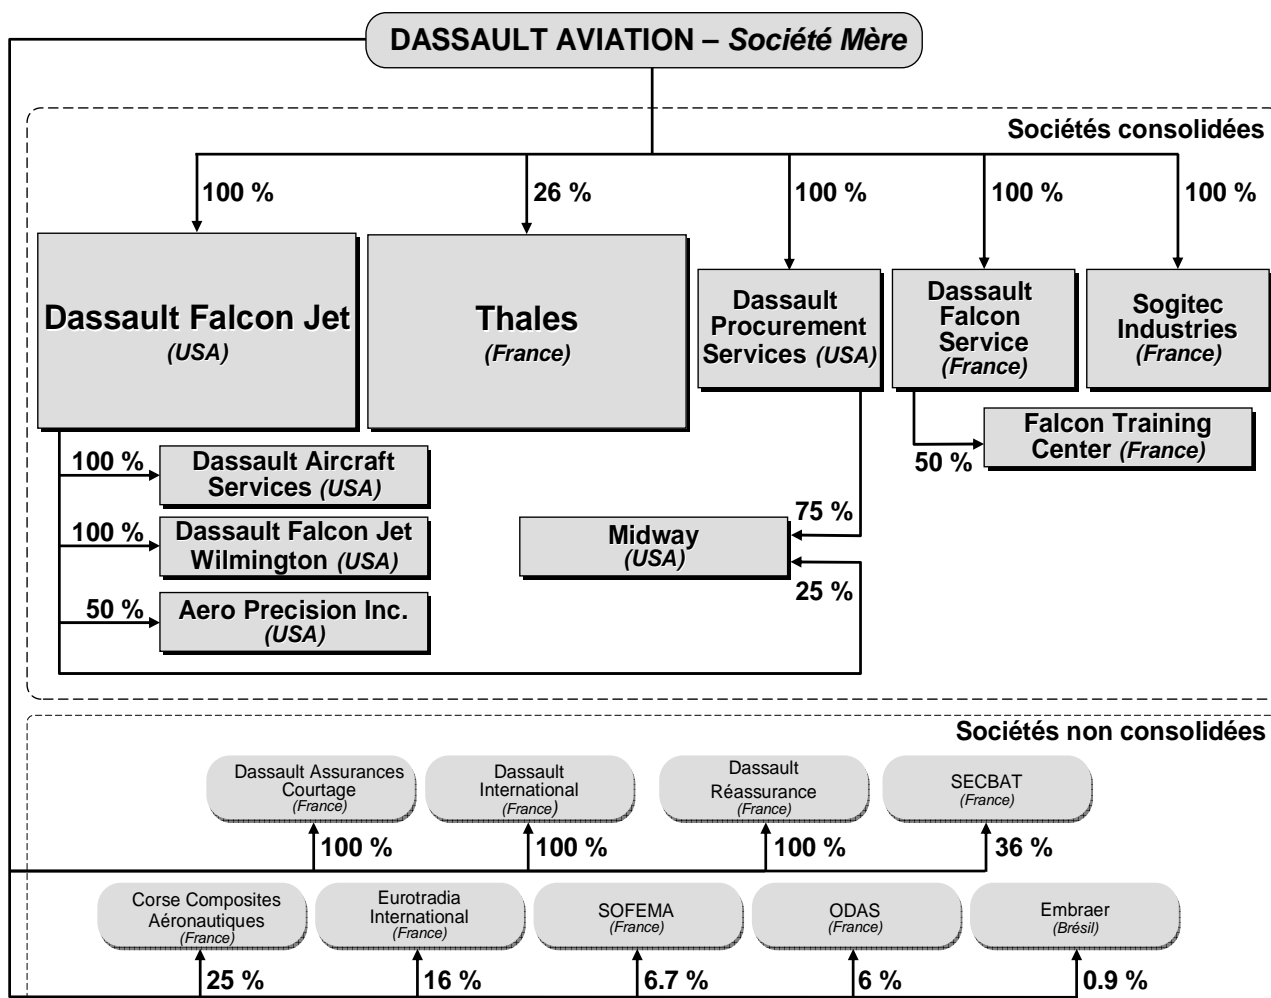 DASSAULT AVIATION – Société Mère
Sociétés consolidées
100 %
26 %
100 %
100 %
100 %
Dassault Falcon Jet
(USA)
Thales
(France)
Dassault
Procurement
Services (USA)
Dassault
Falcon
Service
(France)
Sogitec
Industries
(France)
50 %
Falcon Training
Center (France)
100 %
Dassault Aircraft
Services (USA)
100 %
Dassault Falcon Jet
Wilmington (USA)
75 %
Midway
(USA)
25 %
50 %
Aero Precision Inc.
(USA)
Sociétés non consolidées
Dassault Assurances
Courtage
(France)
Dassault
International
(France)
Dassault
Réassurance
(France)
SECBAT
(France)
100 %
100 %
100 %
36 %
Corse Composites
Aéronautiques
(France)
Eurotradia
International
(France)
SOFEMA
(France)
ODAS
(France)
Embraer
(Brésil)
25 %
16 %
6.7 %
6 %
0.9 %